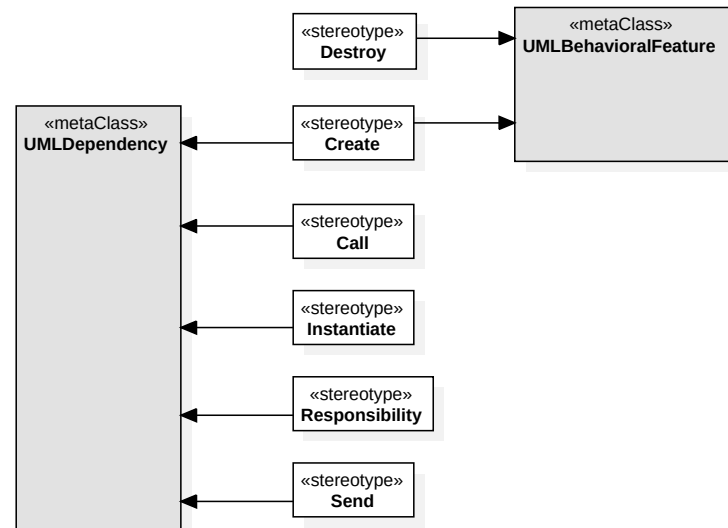 «stereotype»
Destroy
«metaClass»
UMLBehavioralFeature
«metaClass»
UMLDependency
«stereotype»
Create
«stereotype»
Call
«stereotype»
Instantiate
«stereotype»
Responsibility
«stereotype»
Send